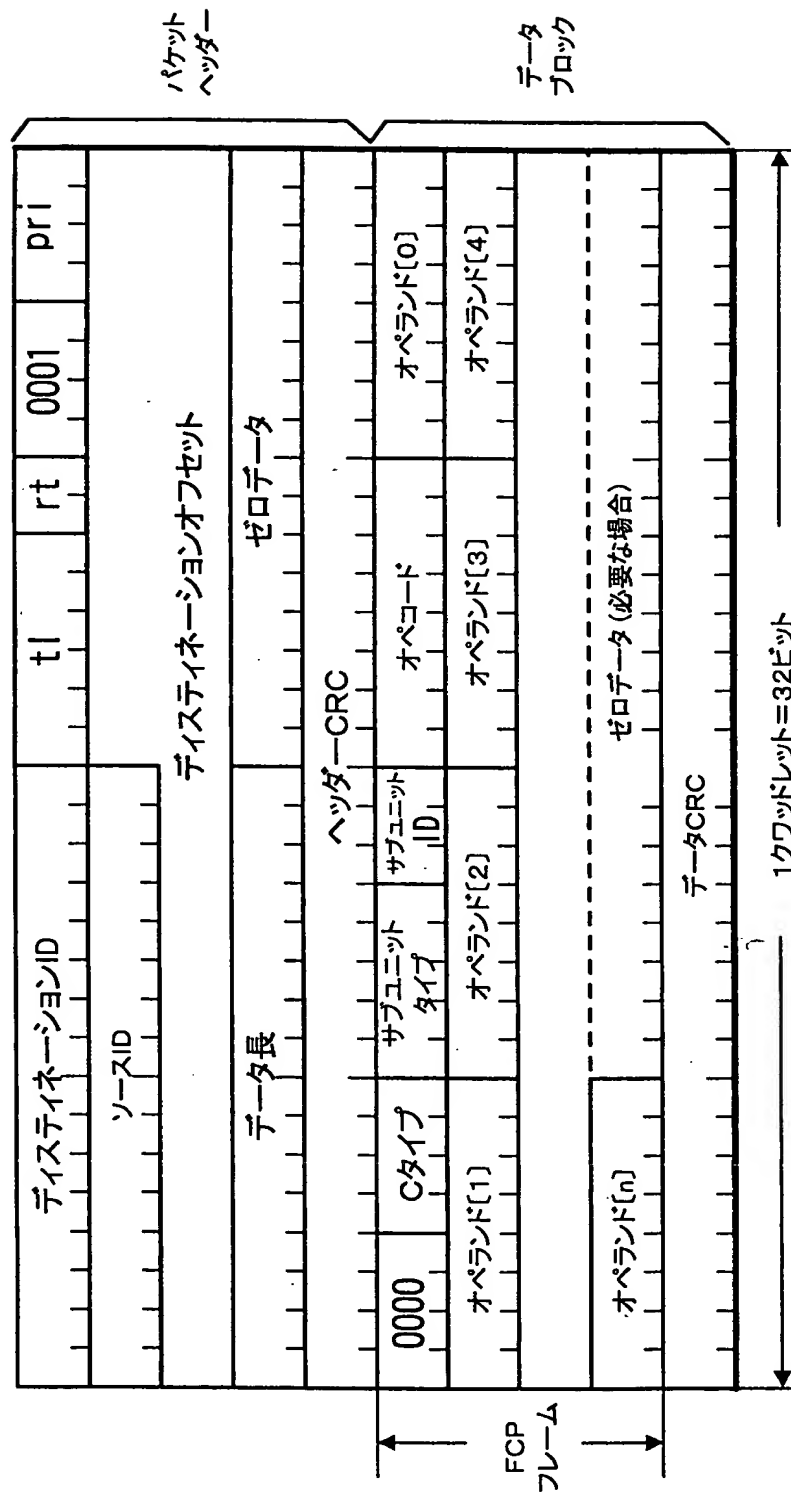 ディスティネーションID
tl
rt
0001
pri
ソースID
ディスティネーションオフセット
データ長
ゼロデータ
ヘッダーCRC
0000
Cタイプ
サブユニット
タイプ
サブユニット
ID
オペコード
オペランド[0]
オペランド[1]
オペランド[2]
オペランド[3]
オペランド[4]
オペランド[n]
ゼロデータ(必要な場合)
データCRC
パケット
ヘッダー
データ
ブロック
FCP
フレーム
1クワッドレット=32ビット